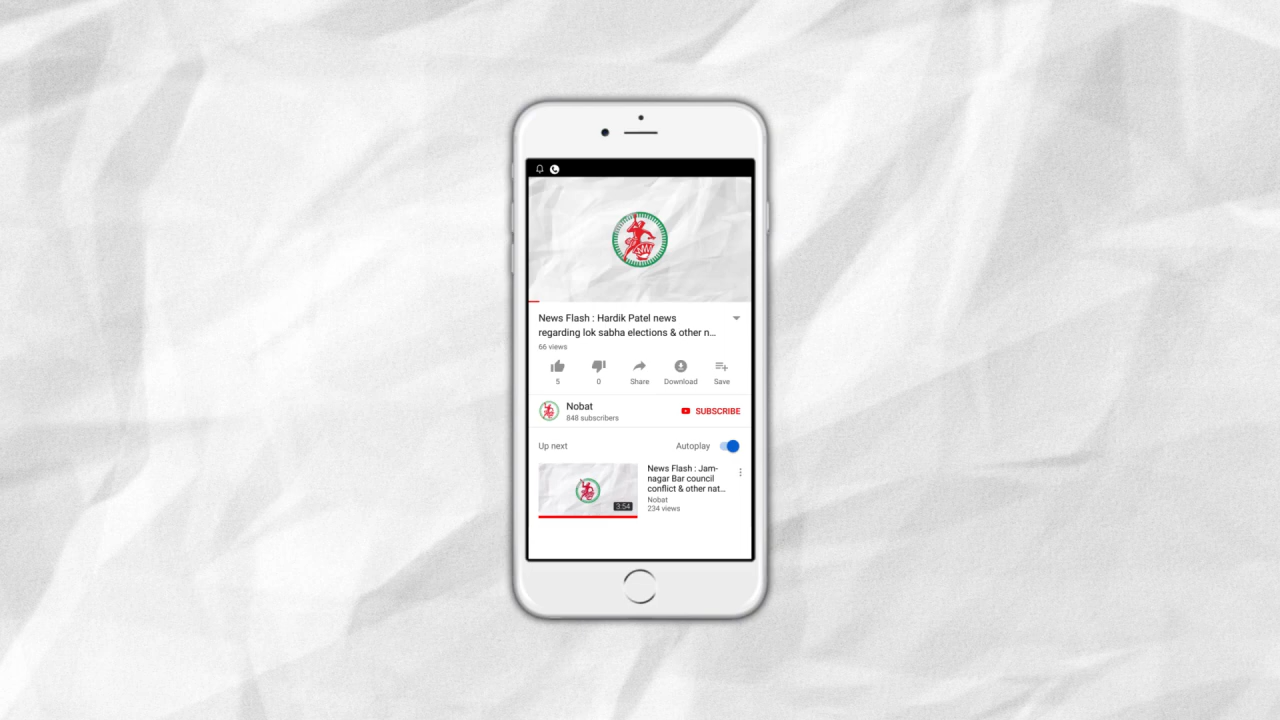 News Flash : Hardik Patel news
regarding lok sabha elections & other n...
66 views
5
0
Share
Download
Save
Nobat
848 subscribers
SUBSCRIBE
Up next
Autoplay
News Flash : Jam-
nagar Bar council
conflict & other nat...
Nobat
234 views
3:54